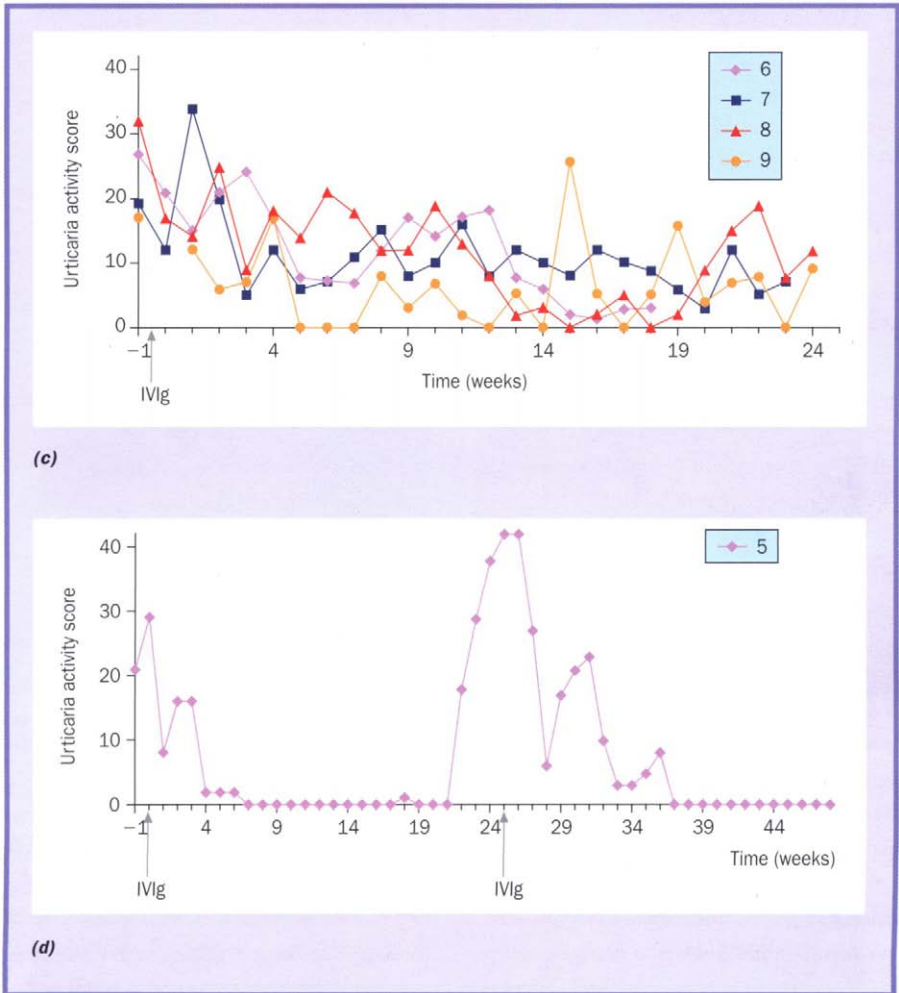 40
30
20
10
0
Urticaria activity score
6
7
8
9
−1 4 9 14 19 24
Time (weeks)
IVIg
(c)
40
30
20
10
0
Urticaria activity score
5
−1 4 9 14 19 24 29 34 39 44
Time (weeks)
IVIg IVIg
(d)